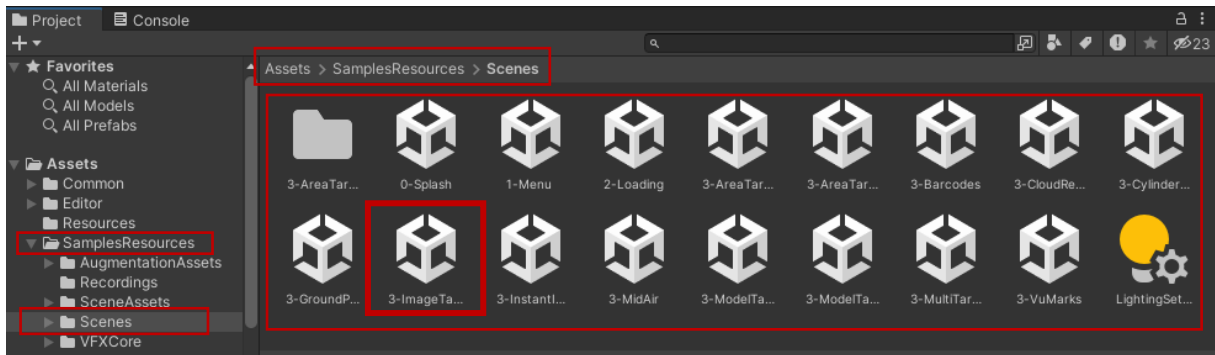 Project Console
23
Favorites
All Materials
All Models
All Prefabs
Assets
Common
Editor
Resources
SamplesResources
AugmentationAssets
Recordings
SceneAssets
Scenes
VFXCore
Assets > SamplesResources > Scenes
3-AreaTar... 0-Splash 1-Menu 2-Loading 3-AreaTar... 3-AreaTar... 3-Barcodes 3-CloudRe... 3-Cylinder...
3-GroundP... 3-ImageTa... 3-InstantI... 3-MidAir 3-ModelTa... 3-ModelTa... 3-MultiTar... 3-VuMarks LightingSet...